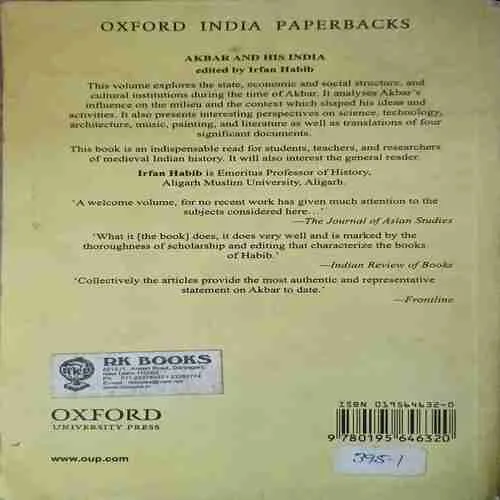 OXFORD INDIA PAPERBACKS
AKBAR AND HIS INDIA
edited by Irfan Habib
This volume explores the state, economic and social structure, and
cultural institutions during the time of Akbar. It analyses Akbar's
influence on the milieu and the context which shaped his ideas and
activities. It also presents interesting perspectives on science, technology,
architecture, music, painting, and literature as well as translations of four
significant documents.
This book is an indispensable read for students, teachers, and researchers
of medieval Indian history. It will also interest the general reader.
Irfan Habib is Emeritus Professor of History,
Aligarh Muslim University, Aligarh.
'A welcome volume, for no recent work has given much attention to the
subjects considered here...'
—The Journal of Asian Studies
'What it [the book] does, it does very well and is marked by the
thoroughness of scholarship and editing that characterize the books
of Habib.'
—Indian Review of Books
'Collectively the articles provide the most authentic and representative
statement on Akbar to date.'
—Frontline
RK BOOKS
OXFORD
UNIVERSITY PRESS
www.oup.com
ISBN 019564632-0
9 780195 646320
395-/